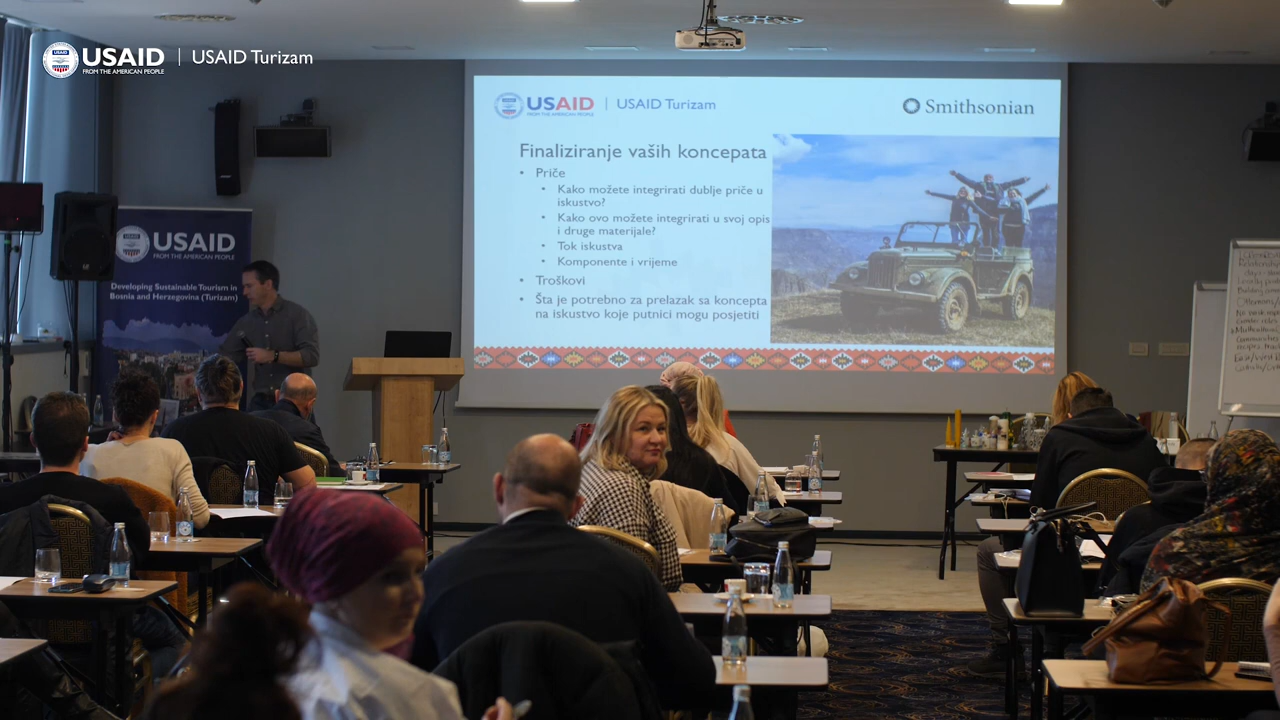 USAID
FROM THE AMERICAN PEOPLE
USAID Turizam
USAID
FROM THE AMERICAN PEOPLE
USAID Turizam
Smithsonian
Finaliziranje vaših koncepata
• Priče
• Kako možete integrirati dublje priče u
iskustvo?
• Kako ovo možete integrirati u svoj opis
i druge materijale?
• Tok iskustva
• Komponente i vrijeme
• Troškovi
• Šta je potrebno za prelazak sa koncepta
na iskustvo koje putnici mogu posjetiti
USAID
FROM THE AMERICAN PEOPLE
Developing Sustainable Tourism in
Bosnia and Herzegovina (Turizam)